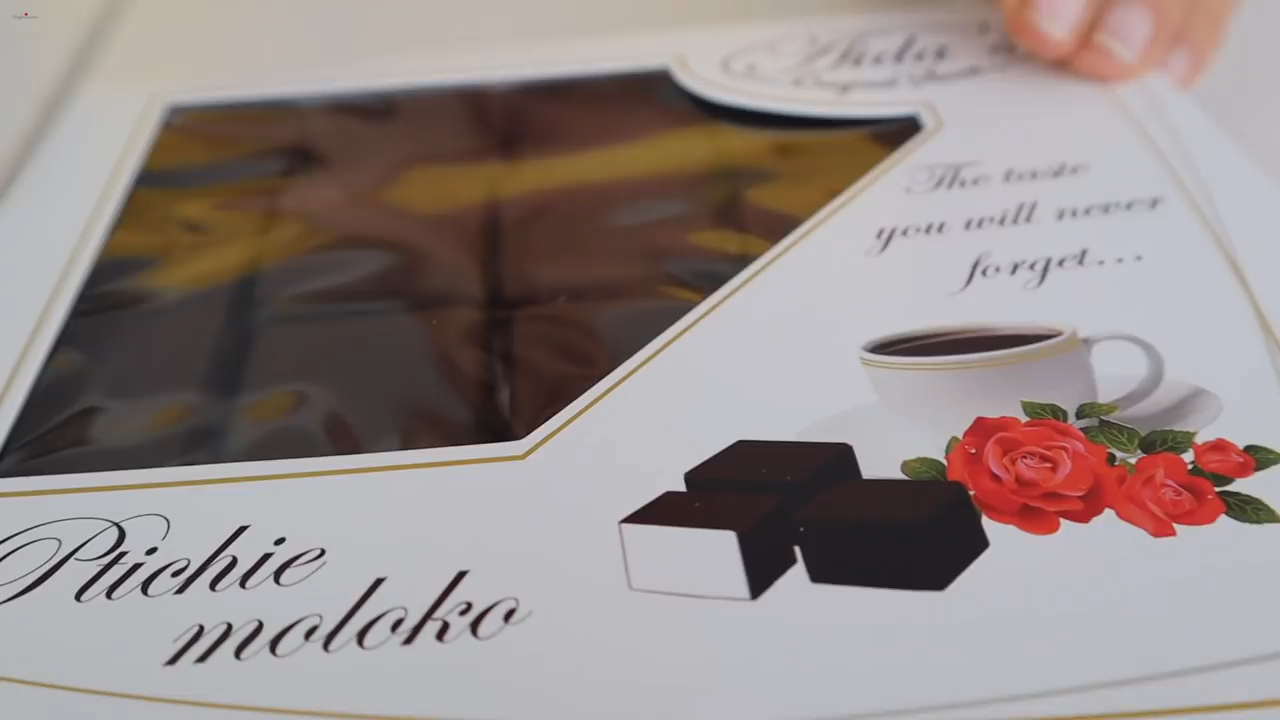 The taste
you will never
forget...
Ptichie
moloko